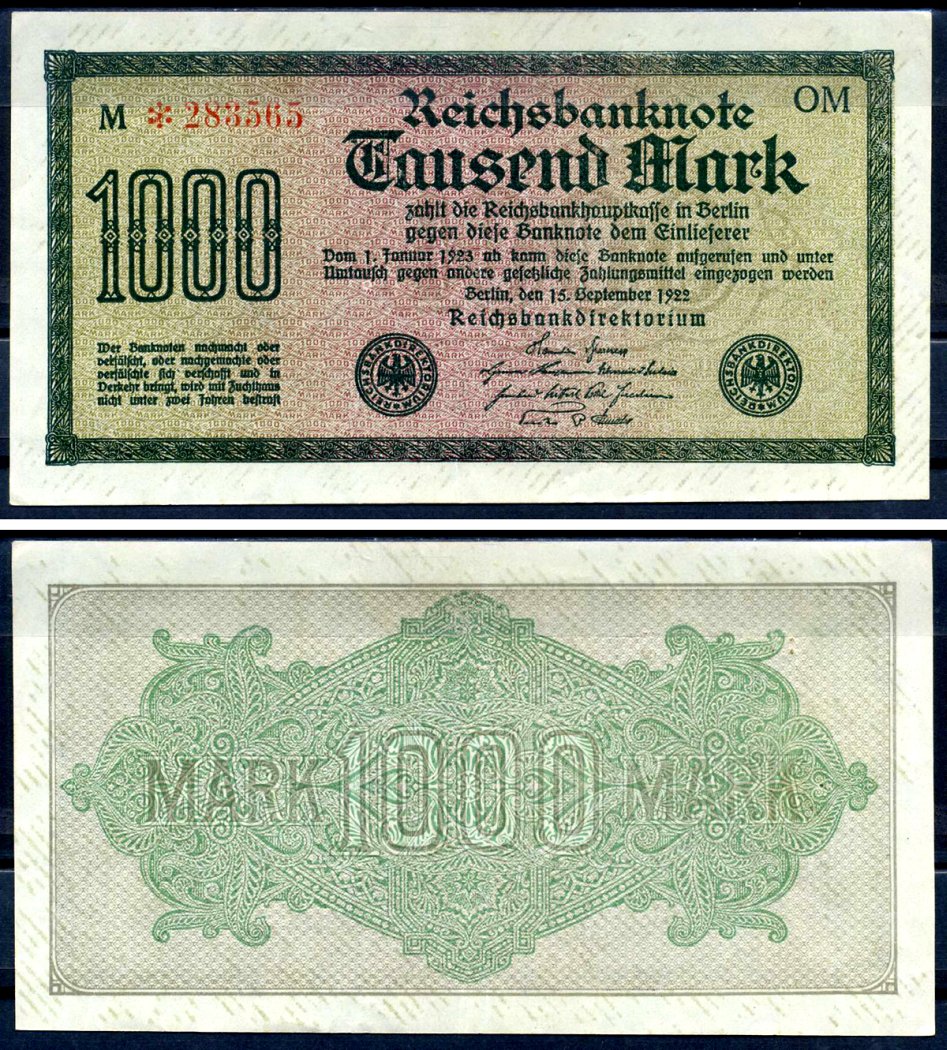 M *283565
OM
Reichsbanknote
Tausend Mark
1000
zahlt die Reichsbankhauptkasse in Berlin
gegen diese Banknote dem Einlieferer
Vom 1. Januar 1923 ab kann diese Banknote aufgerufen und unter
Umtausch gegen andere gesetzliche Zahlungsmittel eingezogen werden
Berlin, den 15. September 1922
Reichsbankdirektorium
Wer Banknoten nachmacht oder
verfälscht, oder nachgemachte oder
verfälschte sich verschafft und in
Verkehr bringt, wird mit Zuchthaus
nicht unter zwei Jahren bestraft
REICHSBANKDIREKTORIUM
REICHSBANKDIREKTORIUM
MARK 1000 MARK